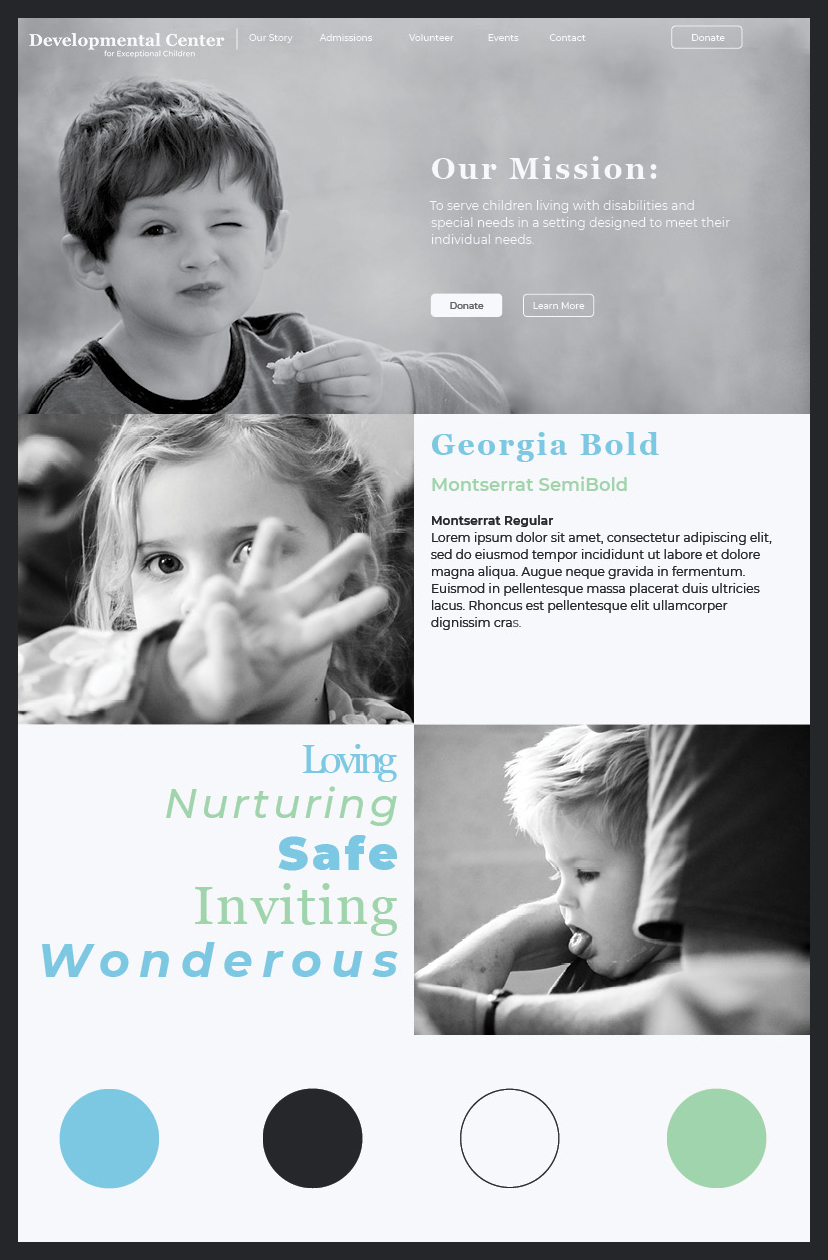 Developmental Center
for Exceptional Children
Our Story
Admissions
Volunteer
Events
Contact
Donate
Our Mission:
To serve children living with disabilities and
special needs in a setting designed to meet their
individual needs.
Donate
Learn More
Georgia Bold
Montserrat SemiBold
Montserrat Regular
Lorem ipsum dolor sit amet, consectetur adipiscing elit,
sed do eiusmod tempor incididunt ut labore et dolore
magna aliqua. Augue neque gravida in fermentum.
Euismod in pellentesque massa placerat duis ultricies
lacus. Rhoncus est pellentesque elit ullamcorper
dignissim cras.
Loving
Nurturing
Safe
Inviting
Wonderous